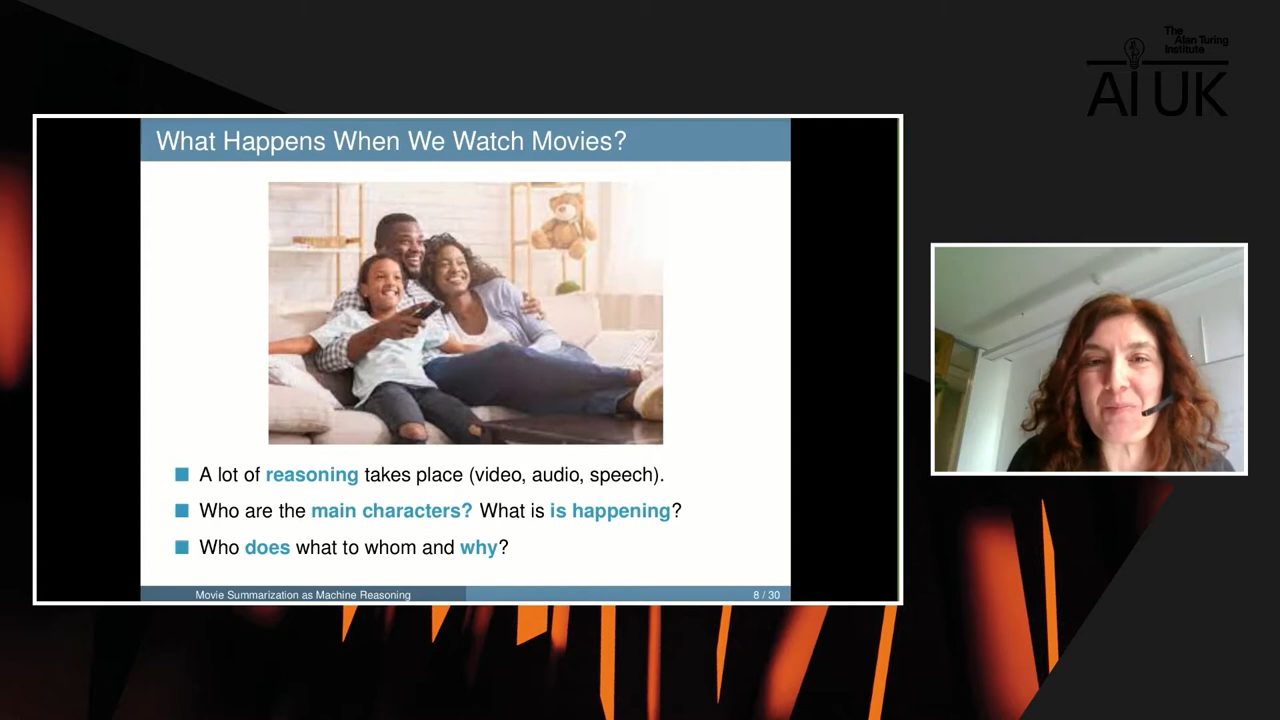 The
Alan Turing
Institute
AI UK
What Happens When We Watch Movies?
A lot of reasoning takes place (video, audio, speech).
Who are the main characters? What is is happening?
Who does what to whom and why?
Movie Summarization as Machine Reasoning
8 / 30